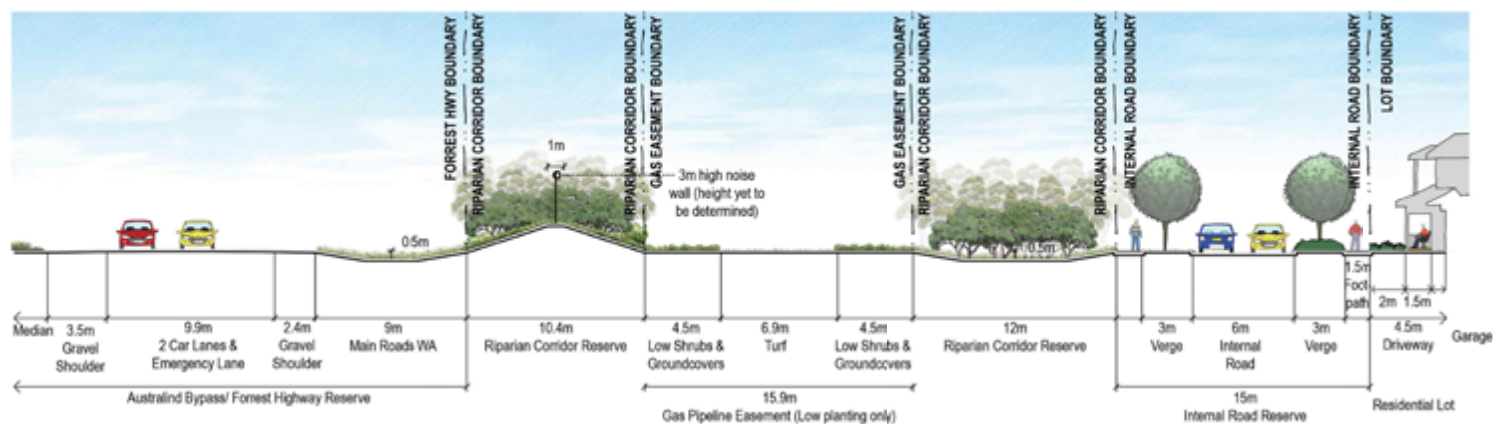 FORREST HWY BOUNDARY
RIPARIAN CORRIDOR BOUNDARY
RIPARIAN CORRIDOR BOUNDARY
GAS EASEMENT BOUNDARY
GAS EASEMENT BOUNDARY
RIPARIAN CORRIDOR BOUNDARY
RIPARIAN CORRIDOR BOUNDARY
INTERNAL ROAD BOUNDARY
INTERNAL ROAD BOUNDARY
LOT BOUNDARY
1m
3m high noise
wall (height yet to
be determined)
0.5m
0.5m
1.5m
Foot
path
2m
1.5m
Median
3.5m
Gravel
Shoulder
9.9m
2 Car Lanes &
Emergency Lane
2.4m
Gravel
Shoulder
9m
Main Roads WA
10.4m
Riparian Corridor Reserve
4.5m
Low Shrubs &
Groundcovers
6.9m
Turf
4.5m
Low Shrubs &
Groundcovers
12m
Riparian Corridor Reserve
3m
Verge
6m
Internal
Road
3m
Verge
4.5m
Driveway
Garage
Australind Bypass/ Forrest Highway Reserve
15.9m
Gas Pipeline Easement (Low planting only)
15m
Internal Road Reserve
Residential Lot